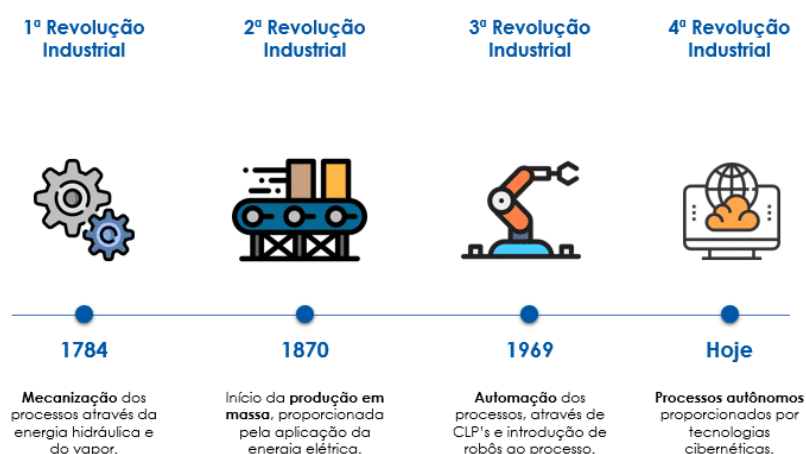 1ª Revolução
Industrial
2ª Revolução
Industrial
3ª Revolução
Industrial
4ª Revolução
Industrial
1784
1870
1969
Hoje
Mecanização dos
processos através da
energia hidráulica e
do vapor.
Início da produção em
massa, proporcionada
pela aplicação da
energia elétrica.
Automação dos
processos, através de
CLP's e introdução de
robôs ao processo.
Processos autônomos
proporcionados por
tecnologias
cibernéticas.